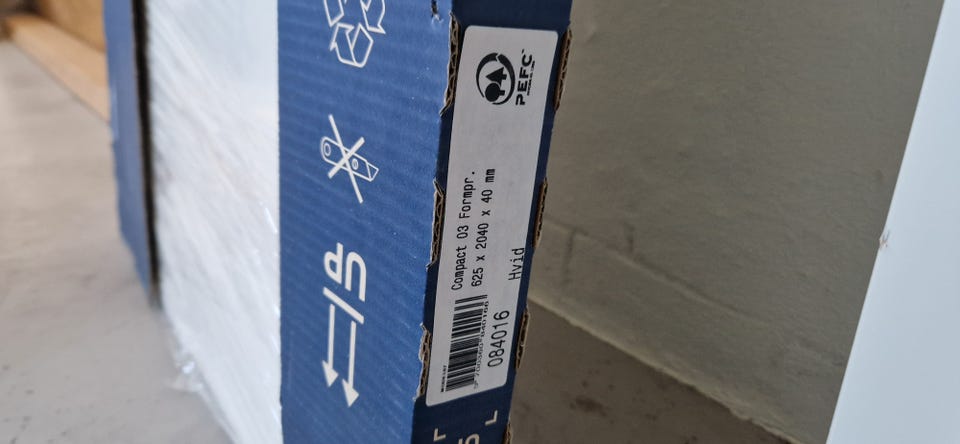 PEFC
Compact 03 Formpr.
625 x 2040 x 40 mm
Hvid
084016
up